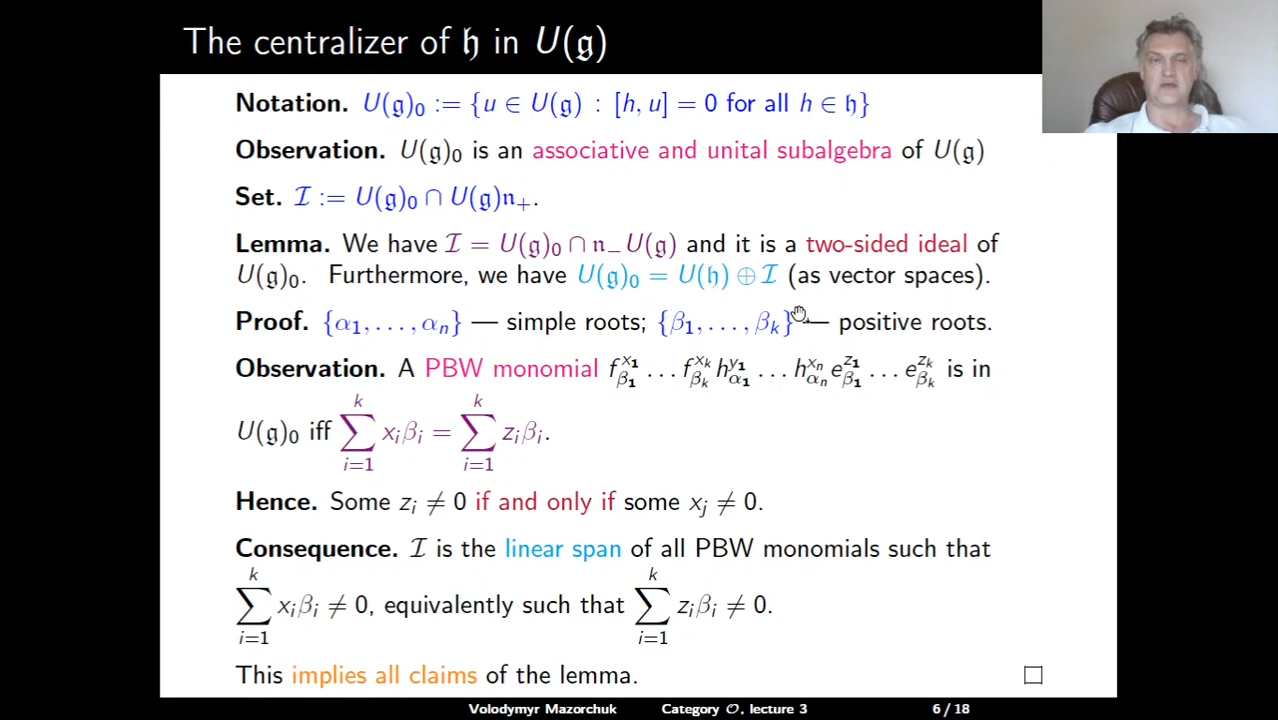 The centralizer of 𝔥 in U(𝔤)
Notation. U(𝔤)₀ := {u ∈ U(𝔤) : [h, u] = 0 for all h ∈ 𝔥}
Observation. U(𝔤)₀ is an associative and unital subalgebra of U(𝔤)
Set. ℐ := U(𝔤)₀ ∩ U(𝔤)𝔫₊.
Lemma. We have ℐ = U(𝔤)₀ ∩ 𝔫₋U(𝔤) and it is a two-sided ideal of
U(𝔤)₀. Furthermore, we have U(𝔤)₀ = U(𝔥) ⊕ ℐ (as vector spaces).
Proof. {α₁, . . . , αₙ} — simple roots; {β₁, . . . , βₖ} — positive roots.
Observation. A PBW monomial f_{β₁}^{x₁} . . . f_{βₖ}^{xₖ} h_{α₁}^{y₁} . . . h_{αₙ}^{xₙ} e_{β₁}^{z₁} . . . e_{βₖ}^{zₖ} is in
U(𝔤)₀ iff ∑_{i=1}^{k} xᵢβᵢ = ∑_{i=1}^{k} zᵢβᵢ.
Hence. Some zᵢ ≠ 0 if and only if some xⱼ ≠ 0.
Consequence. ℐ is the linear span of all PBW monomials such that
∑_{i=1}^{k} xᵢβᵢ ≠ 0, equivalently such that ∑_{i=1}^{k} zᵢβᵢ ≠ 0.
This implies all claims of the lemma. □
Volodymyr Mazorchuk Category 𝒪, lecture 3 6 / 18